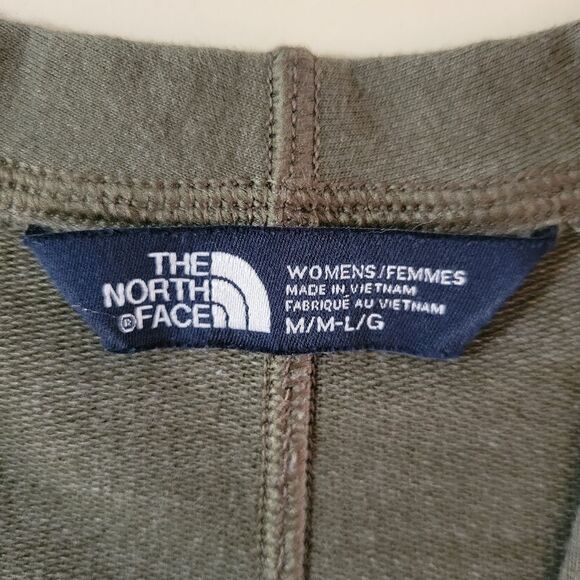 THE
NORTH
®FACE
WOMENS/FEMMES
MADE IN VIETNAM
FABRIQUÉ AU VIETNAM
M/M-L/G